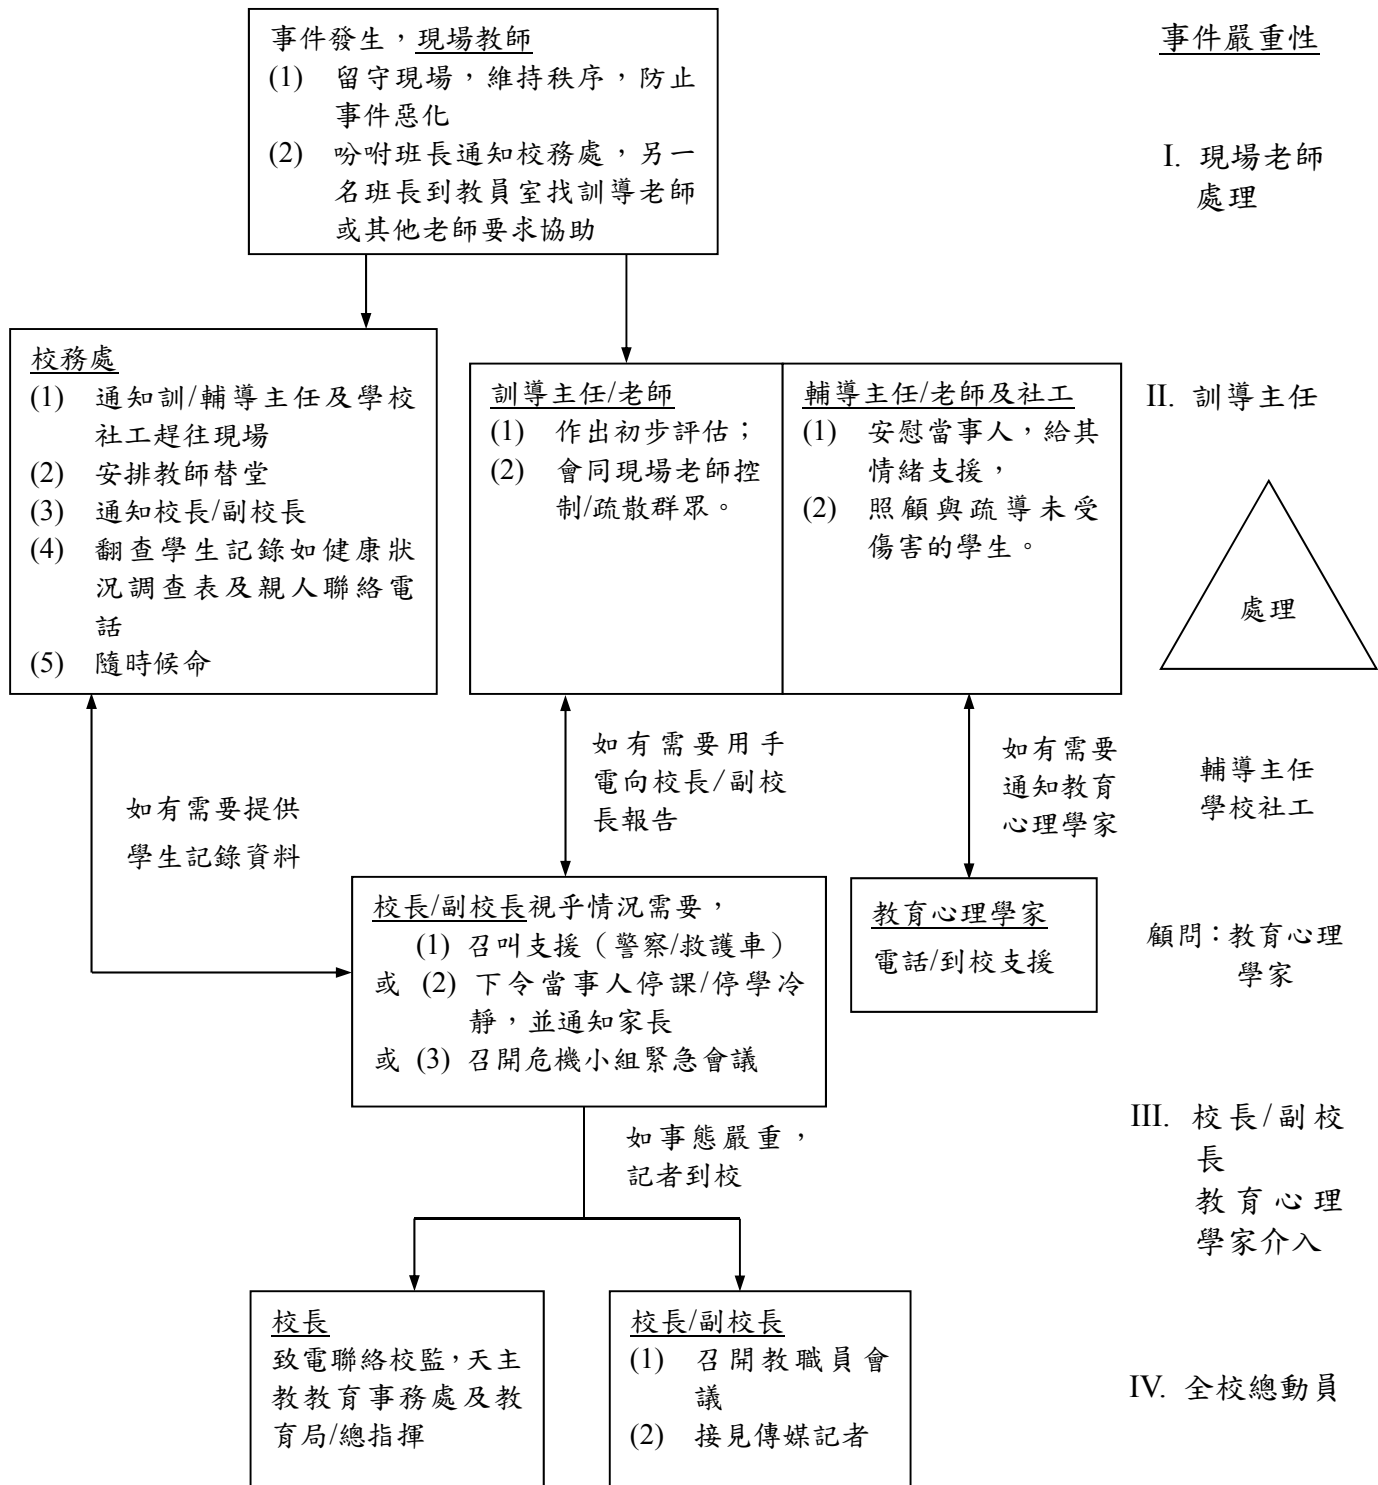 事件發生，現場教師
(1) 留守現場，維持秩序，防止
事件惡化
(2) 吩咐班長通知校務處，另一
名班長到教員室找訓導老師
或其他老師要求協助
事件嚴重性
I. 現場老師
處理
校務處
(1) 通知訓/輔導主任及學校
社工趕往現場
(2) 安排教師替堂
(3) 通知校長/副校長
(4) 翻查學生記錄如健康狀
況調查表及親人聯絡電
話
(5) 隨時候命
訓導主任/老師
(1) 作出初步評估；
(2) 會同現場老師控
制/疏散群眾。
輔導主任/老師及社工
(1) 安慰當事人，給其
情緒支援，
(2) 照顧與疏導未受
傷害的學生。
II. 訓導主任
處理
輔導主任
學校社工
如有需要提供
學生記錄資料
如有需要用手
電向校長/副校
長報告
如有需要
通知教育
心理學家
校長/副校長視乎情況需要，
(1) 召叫支援（警察/救護車）
或 (2) 下令當事人停課/停學冷
靜，並通知家長
或 (3) 召開危機小組緊急會議
教育心理學家
電話/到校支援
顧問：教育心理
學家
如事態嚴重，
記者到校
III. 校長/副校
長
教育心理
學家介入
校長
致電聯絡校監，天主
教教育事務處及教
育局/總指揮
校長/副校長
(1) 召開教職員會
議
(2) 接見傳媒記者
IV. 全校總動員